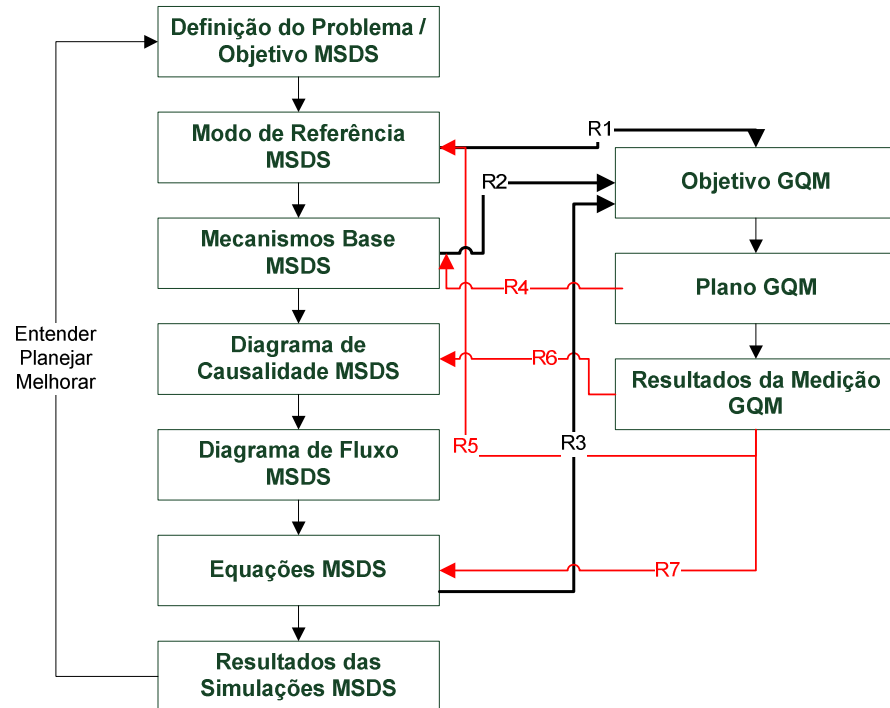 Definição do Problema /
Objetivo MSDS
Modo de Referência
MSDS
R1
Objetivo GQM
R2
Mecanismos Base
MSDS
R4
Plano GQM
Entender
Planejar
Melhorar
Diagrama de
Causalidade MSDS
R6
Resultados da Medição
GQM
R5
R3
Diagrama de Fluxo
MSDS
Equações MSDS
R7
Resultados das
Simulações MSDS